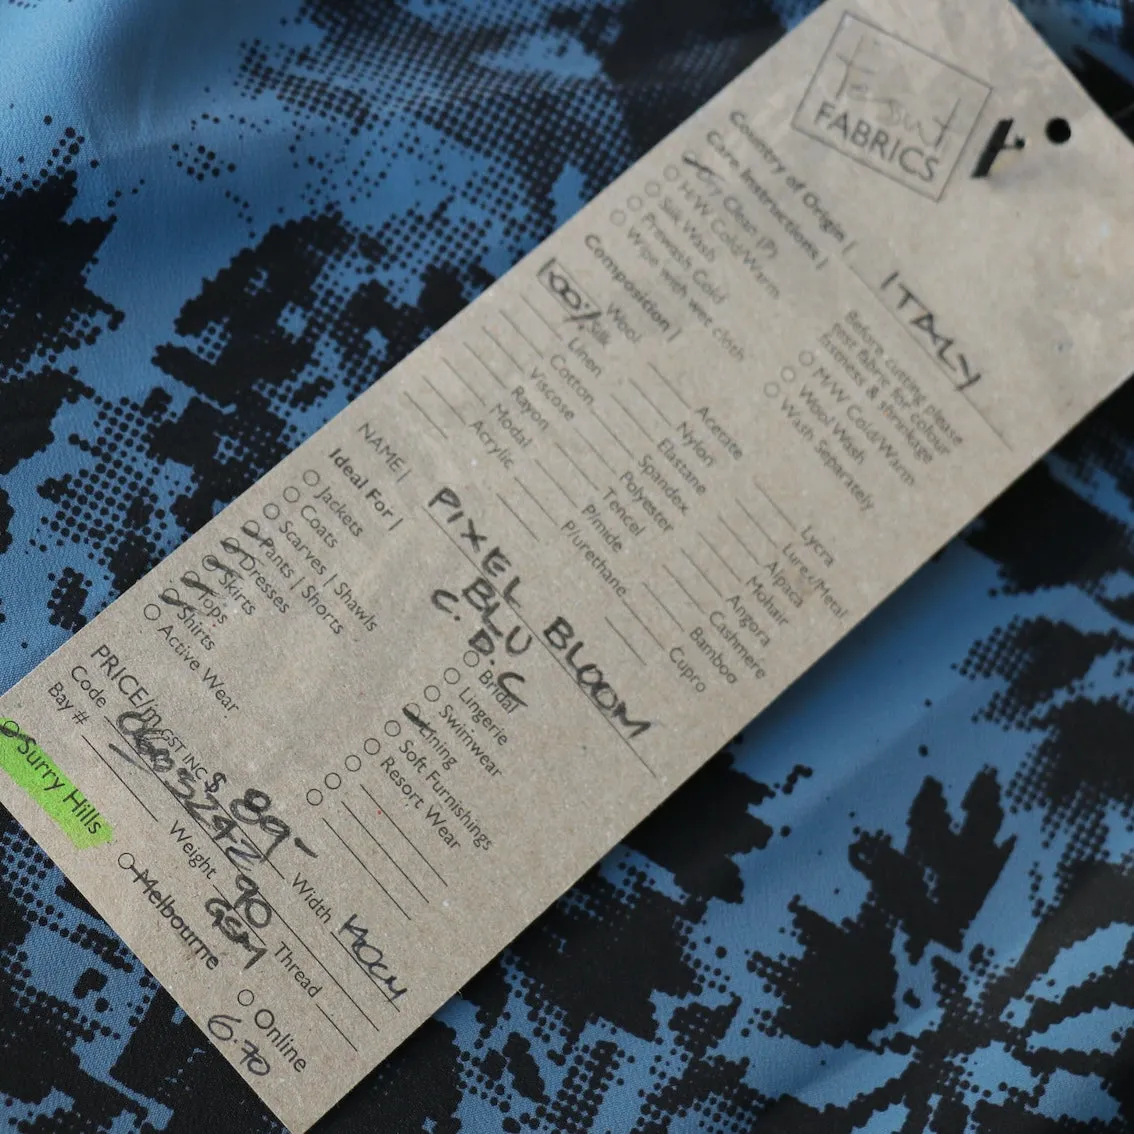 Tessuti
FABRICS
Country of Origin | ITALY
Care Instructions |
Dry Clean (P)
H/W Cold/Warm
Silk Wash
Prewash Cold
Wipe with wet cloth
Before cutting please
test fabric for colour
fastness & shrinkage
M/W Cold/Warm
Wool Wash
Wash Separately
Composition |
Wool
100% Silk
Linen
Cotton
Viscose
Rayon
Modal
Acrylic
Acetate
Nylon
Elastane
Spandex
Polyester
Tencel
P/mide
P/urethane
Lycra
Lurex/Metal
Alpaca
Mohair
Angora
Cashmere
Bamboo
Cupro
NAME | PIXEL BLOOM
BLU
C. D. C
Ideal For |
Jackets
Coats
Scarves | Shawls
Pants | Shorts
Dresses
Skirts
Tops
Shirts
Active Wear
Bridal
Lingerie
Swimwear
Lining
Soft Furnishings
Resort Wear
PRICE/m GST INC $ 89-
Code
Width 140CM
Bay #
Weight 90 GSM
Thread
Surry Hills
Melbourne
Online
6.70